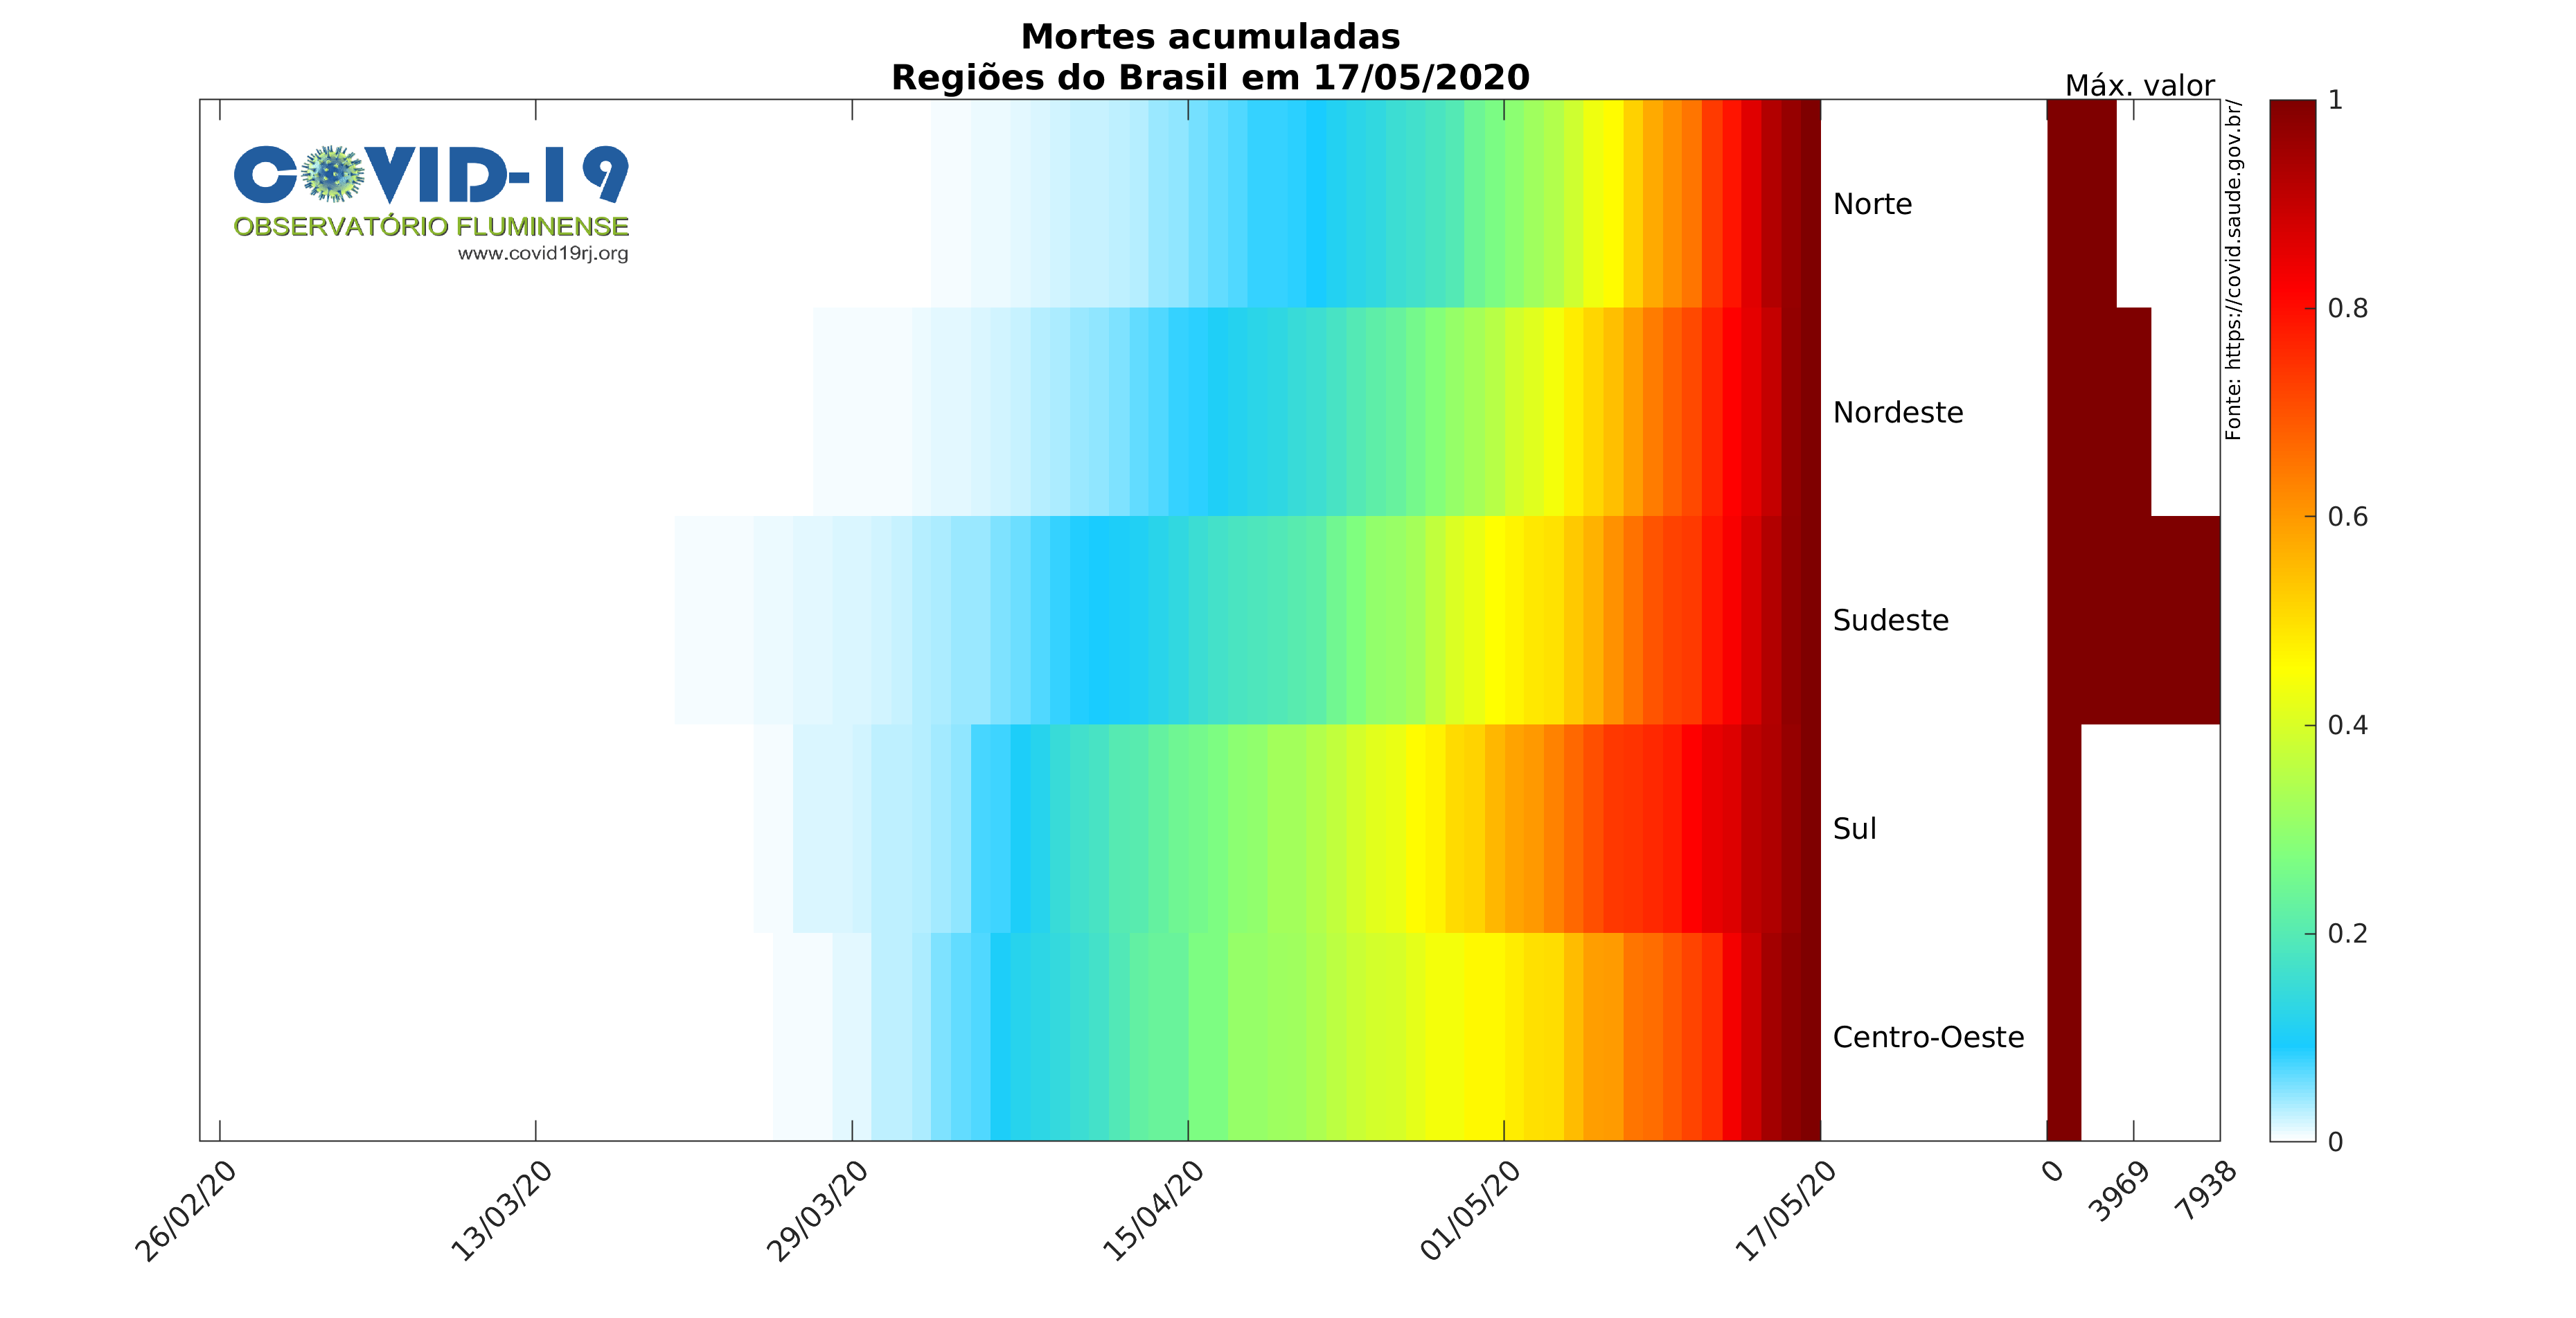 Mortes acumuladas
Regiões do Brasil em 17/05/2020
Máx. valor
COVID-19
OBSERVATÓRIO FLUMINENSE
www.covid19rj.org
Norte
Nordeste
Sudeste
Sul
Centro-Oeste
Fonte: https://covid.saude.gov.br/
1
0.8
0.6
0.4
0.2
0
26/02/20
13/03/20
29/03/20
15/04/20
01/05/20
17/05/20
0
3969
7938